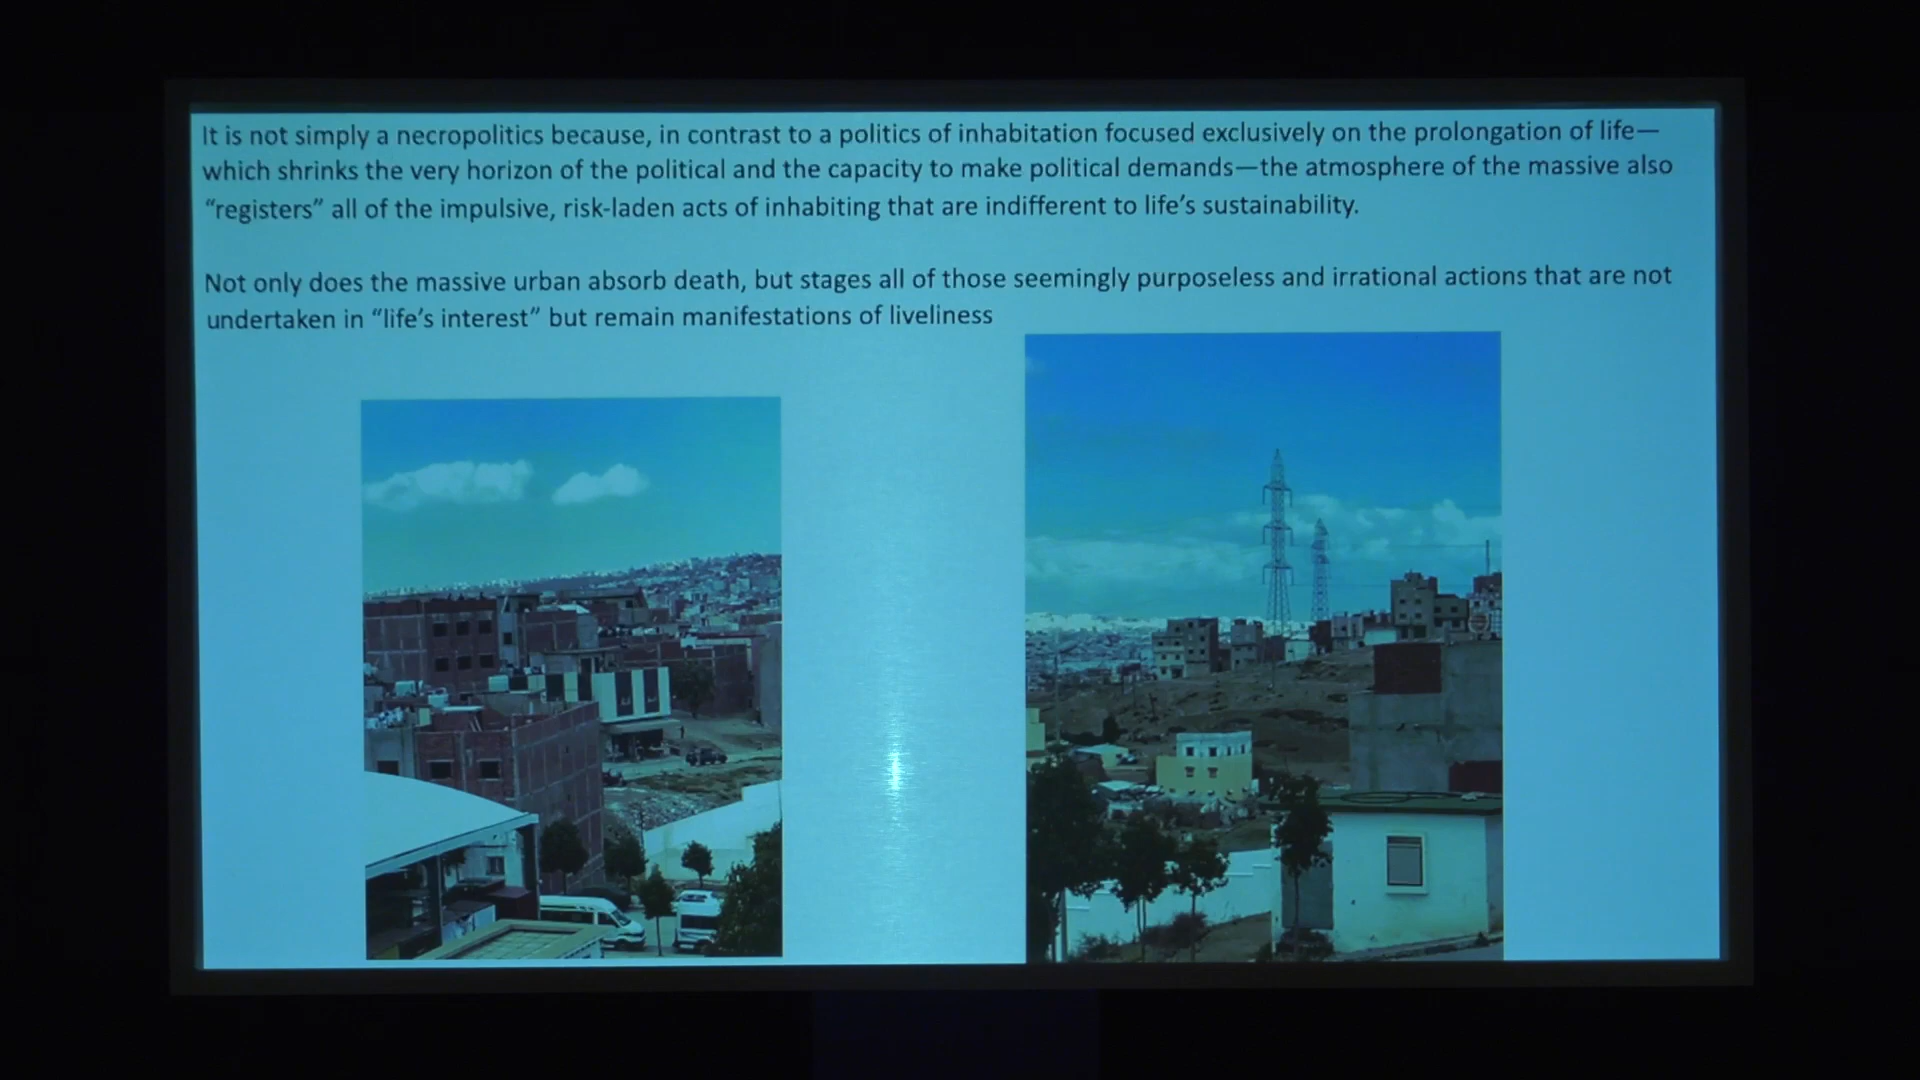 It is not simply a necropolitics because, in contrast to a politics of inhabitation focused exclusively on the prolongation of life—
which shrinks the very horizon of the political and the capacity to make political demands—the atmosphere of the massive also
“registers” all of the impulsive, risk-laden acts of inhabiting that are indifferent to life’s sustainability.
Not only does the massive urban absorb death, but stages all of those seemingly purposeless and irrational actions that are not
undertaken in “life’s interest” but remain manifestations of liveliness